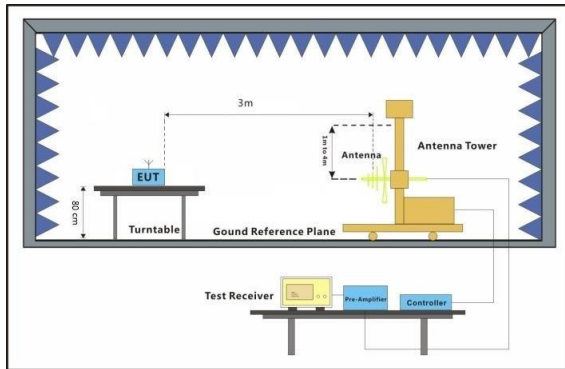 3m
1m to 4m
Antenna
Antenna Tower
EUT
80 cm
Turntable
Gound Reference Plane
Test Receiver
Pre-Amplifier
Controller